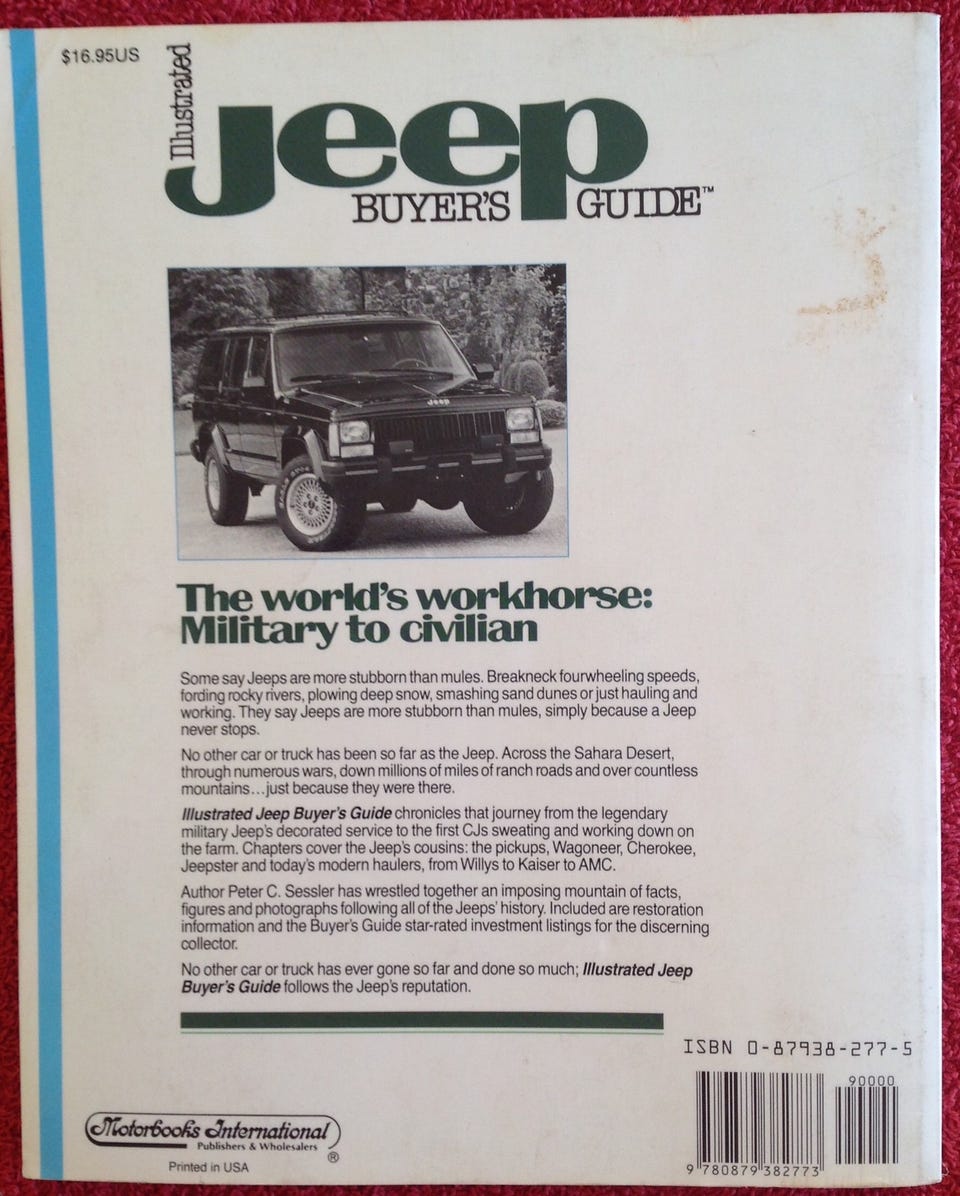 $16.95US
Illustrated
Jeep
BUYER'S GUIDE™
Jeep
The world's workhorse:
Military to civilian
Some say Jeeps are more stubborn than mules. Breakneck fourwheeling speeds,
fording rocky rivers, plowing deep snow, smashing sand dunes or just hauling and
working. They say Jeeps are more stubborn than mules, simply because a Jeep
never stops.
No other car or truck has been so far as the Jeep. Across the Sahara Desert,
through numerous wars, down millions of miles of ranch roads and over countless
mountains...just because they were there.
Illustrated Jeep Buyer's Guide chronicles that journey from the legendary
military Jeep's decorated service to the first CJs sweating and working down on
the farm. Chapters cover the Jeep's cousins: the pickups, Wagoneer, Cherokee,
Jeepster and today's modern haulers, from Willys to Kaiser to AMC.
Author Peter C. Sessler has wrestled together an imposing mountain of facts,
figures and photographs following all of the Jeeps' history. Included are restoration
information and the Buyer's Guide star-rated investment listings for the discerning
collector.
No other car or truck has ever gone so far and done so much; Illustrated Jeep
Buyer's Guide follows the Jeep's reputation.
ISBN 0-87938-277-5
90000
9 780879 382773
Motorbooks International
Publishers & Wholesalers ®
Printed in USA